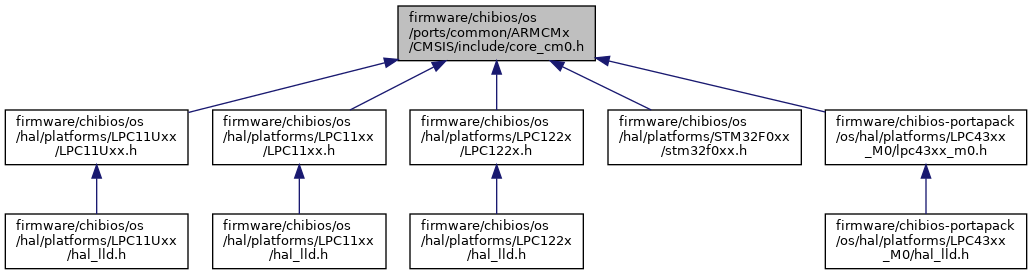 firmware/chibios/os
/ports/common/ARMCMx
/CMSIS/include/core_cm0.h
firmware/chibios/os
/hal/platforms/LPC11Uxx
/LPC11Uxx.h
firmware/chibios/os
/hal/platforms/LPC11xx
/LPC11xx.h
firmware/chibios/os
/hal/platforms/LPC122x
/LPC122x.h
firmware/chibios/os
/hal/platforms/STM32F0xx
/stm32f0xx.h
firmware/chibios-portapack
/os/hal/platforms/LPC43xx
_M0/lpc43xx_m0.h
firmware/chibios/os
/hal/platforms/LPC11Uxx
/hal_lld.h
firmware/chibios/os
/hal/platforms/LPC11xx
/hal_lld.h
firmware/chibios/os
/hal/platforms/LPC122x
/hal_lld.h
firmware/chibios-portapack
/os/hal/platforms/LPC43xx
_M0/hal_lld.h